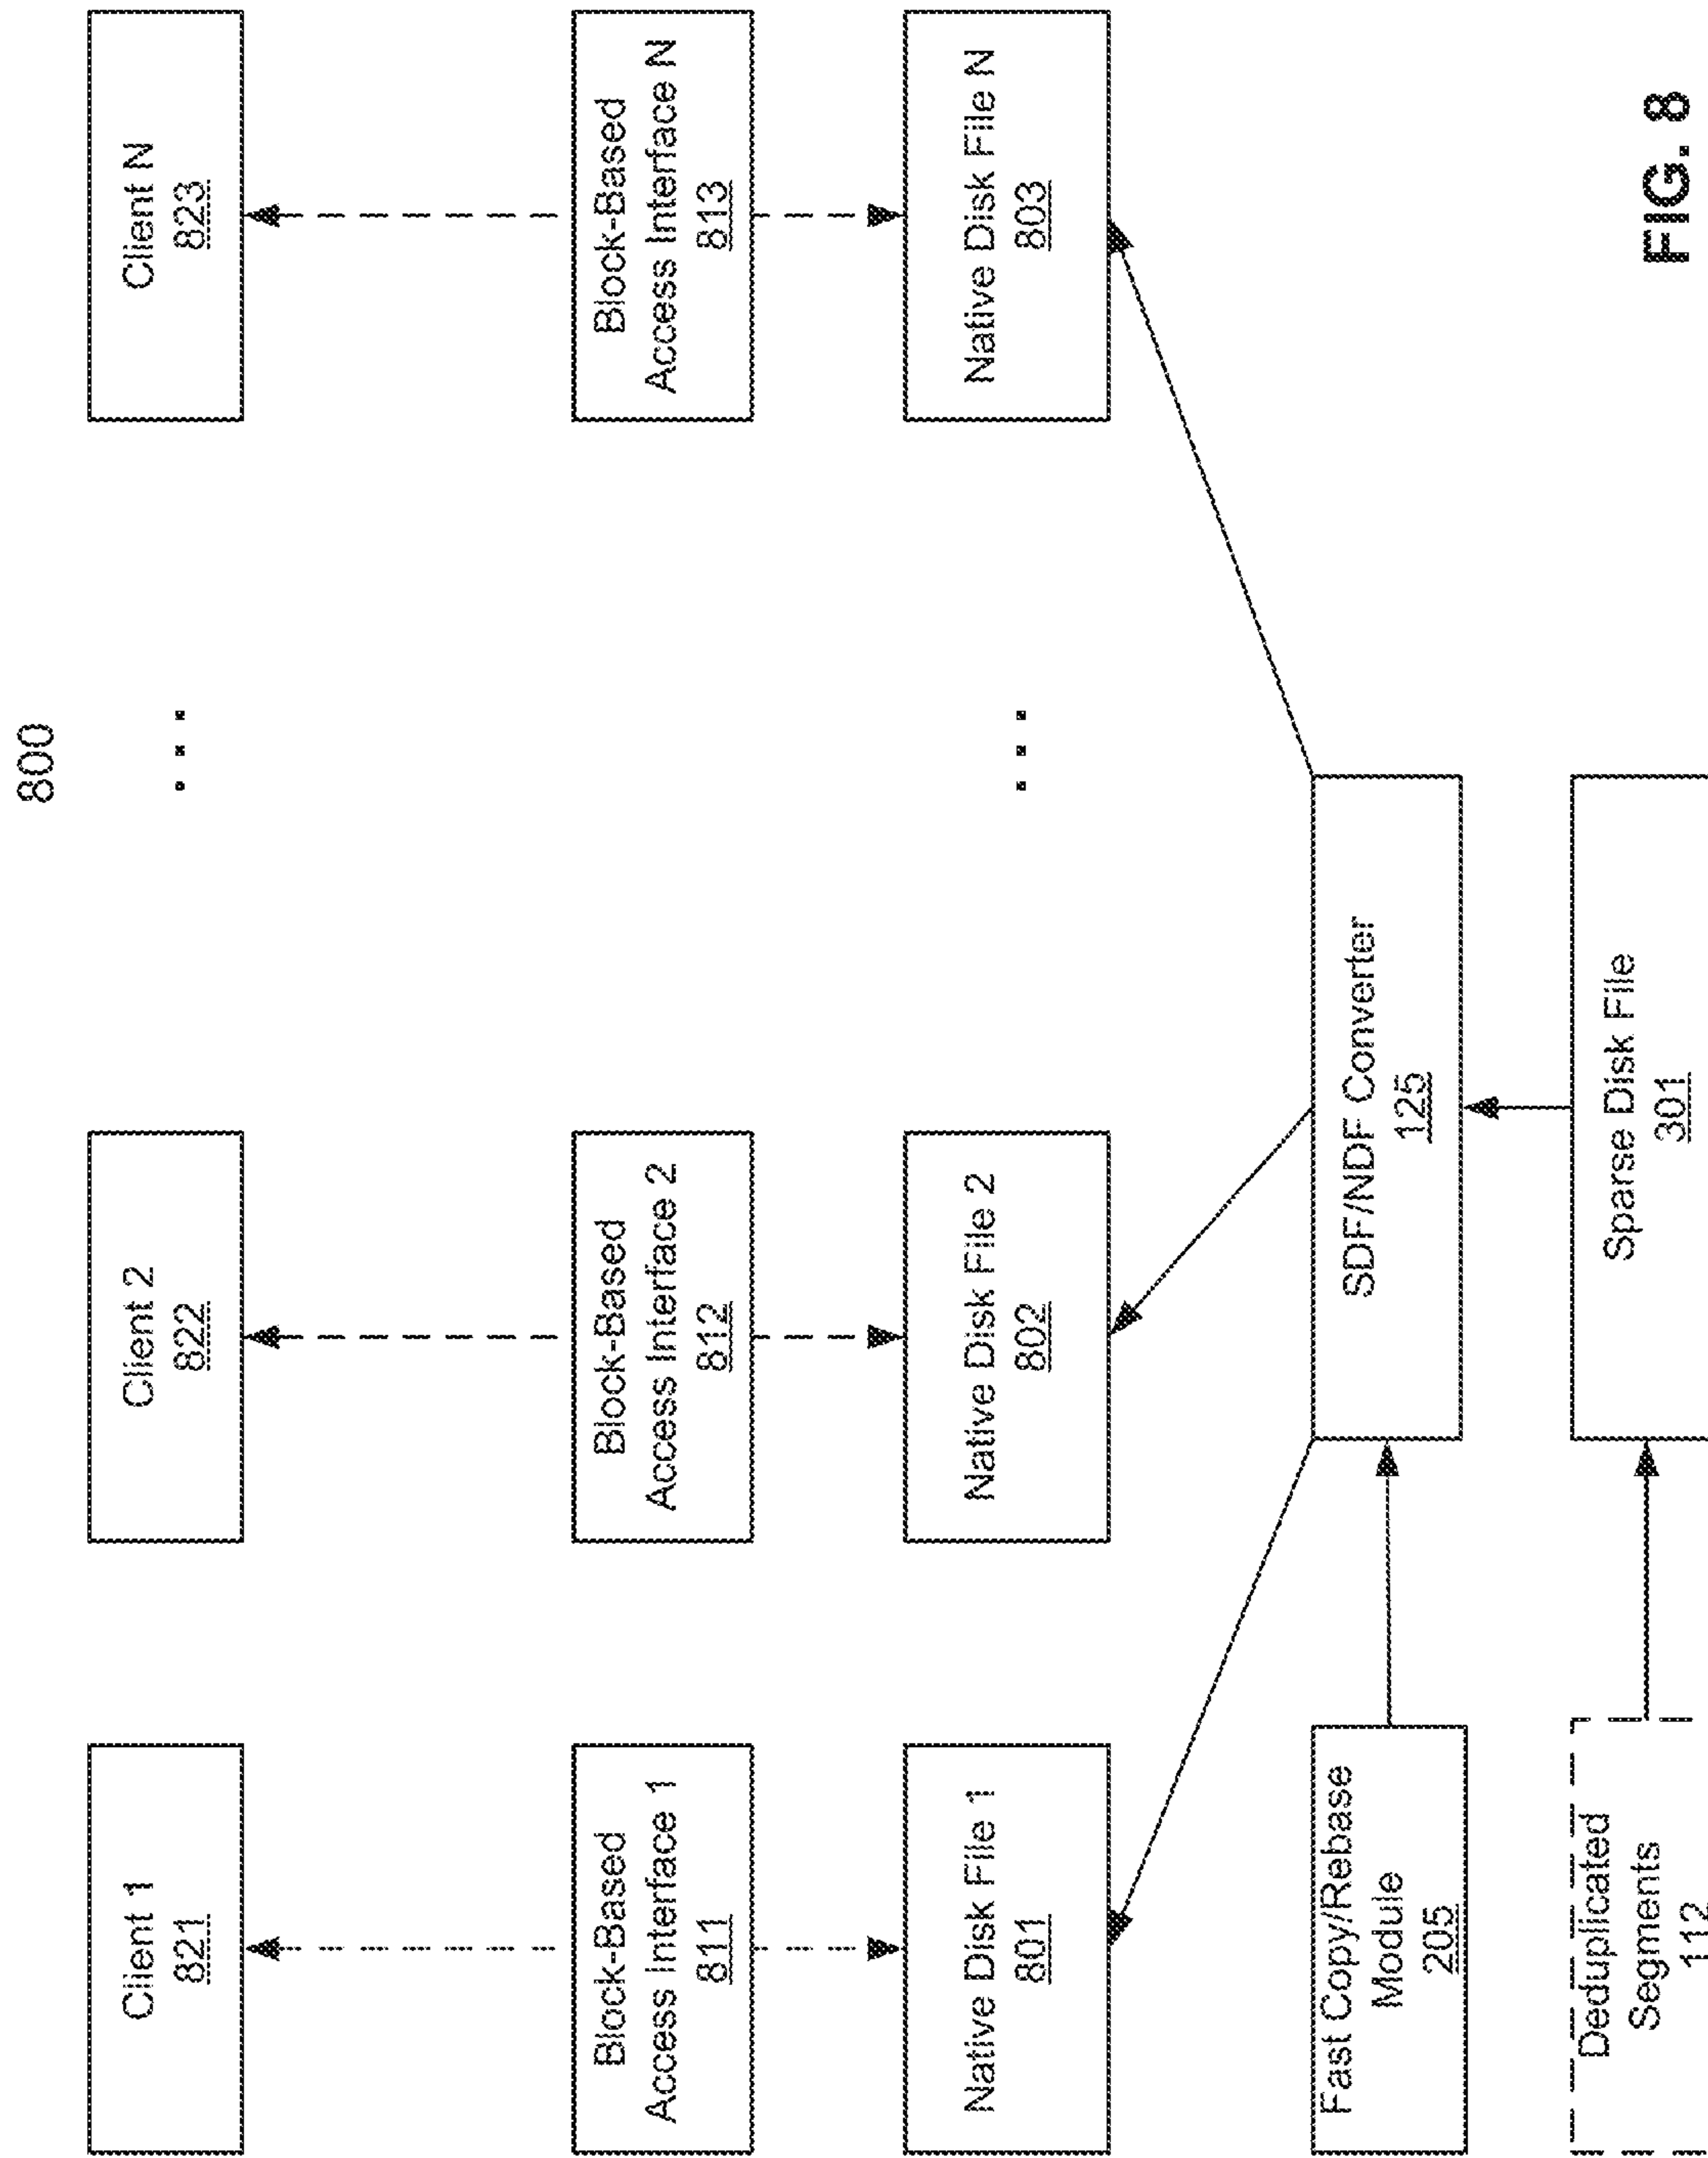 800
Client 1
821
Client 2
822
. . .
Client N
823
Block-Based
Access Interface 1
811
Block-Based
Access Interface 2
812
Block-Based
Access Interface N
813
Native Disk File 1
801
Native Disk File 2
802
. . .
Native Disk File N
803
Fast Copy/Rebase
Module
205
SDF/NDF Converter
125
Deduplicated
Segments
112
Sparse Disk File
301
FIG. 8